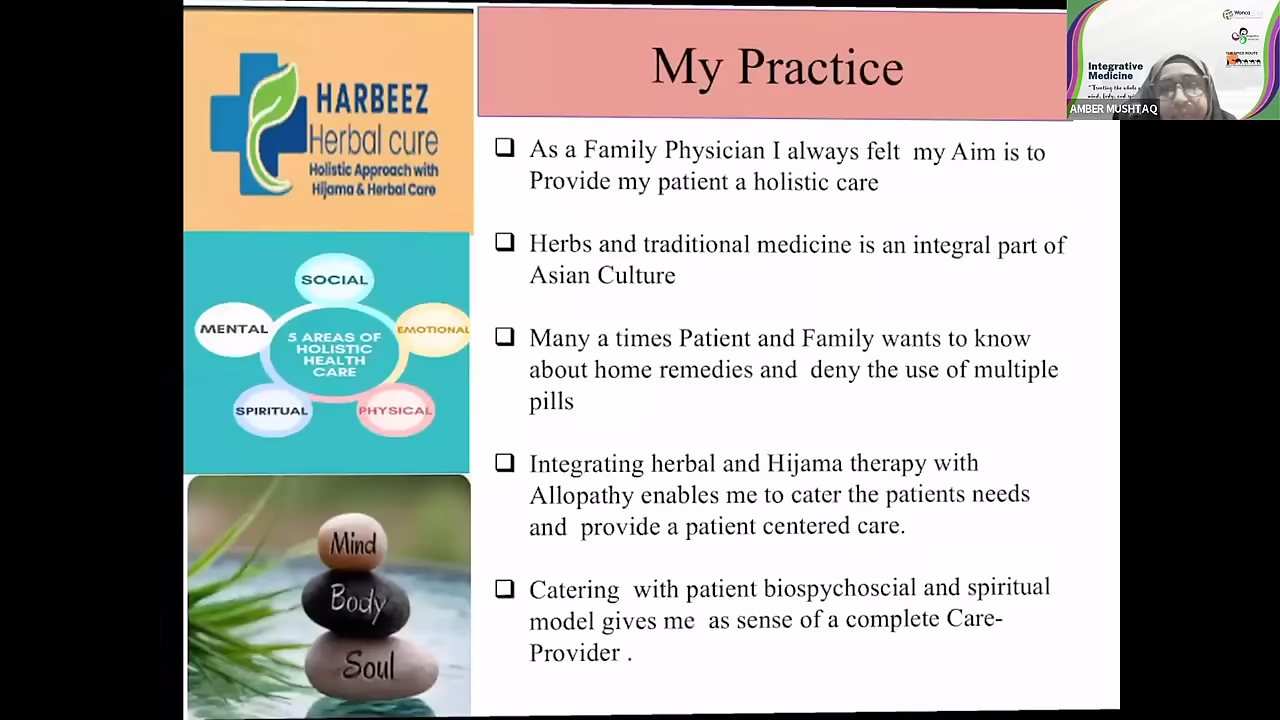 HARBEEZ
Herbal cure
Holistic Approach with
Hijama & Herbal Care
SOCIAL
MENTAL
EMOTIONAL
5 AREAS OF
HOLISTIC
HEALTH
CARE
SPIRITUAL
PHYSICAL
Mind
Body
Soul
My Practice
As a Family Physician I always felt my Aim is to
Provide my patient a holistic care
Herbs and traditional medicine is an integral part of
Asian Culture
Many a times Patient and Family wants to know
about home remedies and deny the use of multiple
pills
Integrating herbal and Hijama therapy with
Allopathy enables me to cater the patients needs
and provide a patient centered care.
Catering with patient biospychoscial and spiritual
model gives me as sense of a complete Care-
Provider .
Wonca
Integrative
Medicine
"Treating the whole
AMBER MUSHTAQ